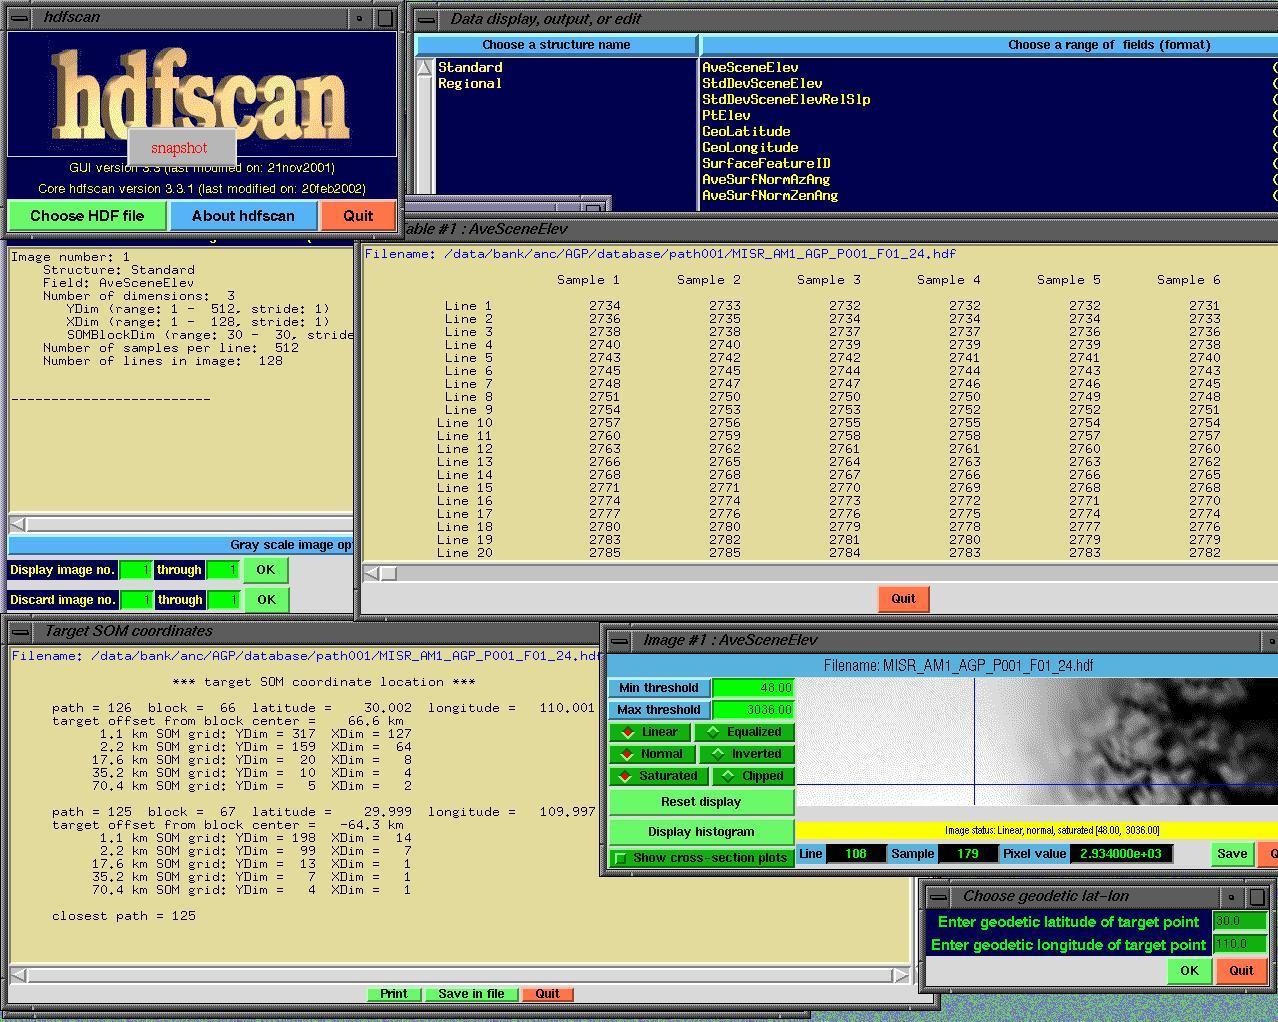 hdfscan
hdfscan
snapshot
GUI version 3.3 (last modified on: 21nov2001)
Core hdfscan version 3.3.1 (last modified on: 20feb2002)
Choose HDF file About hdfscan Quit
Data display, output, or edit
Choose a structure name Choose a range of fields (format)
Standard
Regional
AveSceneElev
StdDevSceneElev
StdDevSceneElevRelSlp
PtElev
GeoLatitude
GeoLongitude
SurfaceFeatureID
AveSurfNormAzAng
AveSurfNormZenAng
Image number: 1
Structure: Standard
Field: AveSceneElev
Number of dimensions: 3
YDim (range: 1 - 512, stride: 1)
XDim (range: 1 - 128, stride: 1)
SOMBlockDim (range: 30 - 30, stride
Number of samples per line: 512
Number of lines in image: 128
-------------------------
Gray scale image op
Display image no. 1 through 1 OK
Discard image no. 1 through 1 OK
Table #1 : AveSceneElev
Filename: /data/bank/anc/AGP/database/path001/MISR_AM1_AGP_P001_F01_24.hdf
Sample 1 Sample 2 Sample 3 Sample 4 Sample 5 Sample 6
Line 1 2734 2733 2732 2732 2732 2731
Line 2 2736 2735 2734 2734 2734 2733
Line 3 2738 2738 2737 2737 2736 2736
Line 4 2740 2740 2739 2739 2739 2738
Line 5 2743 2742 2742 2741 2741 2740
Line 6 2745 2745 2744 2744 2743 2743
Line 7 2748 2747 2747 2746 2746 2745
Line 8 2751 2750 2750 2750 2749 2748
Line 9 2754 2753 2753 2752 2752 2751
Line 10 2757 2756 2755 2755 2754 2754
Line 11 2760 2759 2758 2758 2757 2757
Line 12 2763 2762 2761 2761 2760 2760
Line 13 2766 2765 2764 2763 2763 2762
Line 14 2768 2768 2767 2766 2766 2765
Line 15 2771 2771 2770 2769 2768 2768
Line 16 2774 2774 2773 2772 2771 2770
Line 17 2777 2776 2776 2775 2774 2774
Line 18 2780 2780 2779 2778 2777 2776
Line 19 2783 2782 2781 2780 2779 2779
Line 20 2785 2785 2784 2783 2783 2782
Quit
Target SOM coordinates
Filename: /data/bank/anc/AGP/database/path001/MISR_AM1_AGP_P001_F01_24.hdf
*** target SOM coordinate location ***
path = 126 block = 66 latitude = 30.002 longitude = 110.001
target offset from block center = 66.6 km
1.1 km SOM grid: YDim = 317 XDim = 127
2.2 km SOM grid: YDim = 159 XDim = 64
17.6 km SOM grid: YDim = 20 XDim = 8
35.2 km SOM grid: YDim = 10 XDim = 4
70.4 km SOM grid: YDim = 5 XDim = 2
path = 125 block = 67 latitude = 29.999 longitude = 109.997
target offset from block center = -64.3 km
1.1 km SOM grid: YDim = 198 XDim = 14
2.2 km SOM grid: YDim = 99 XDim = 7
17.6 km SOM grid: YDim = 13 XDim = 1
35.2 km SOM grid: YDim = 7 XDim = 1
70.4 km SOM grid: YDim = 4 XDim = 1
closest path = 125
Print Save in file Quit
Image #1 : AveSceneElev
Filename: MISR_AM1_AGP_P001_F01_24.hdf
Min threshold 48.00
Max threshold 3036.00
Linear Equalized
Normal Inverted
Saturated Clipped
Reset display
Display histogram
Show cross-section plots
Image status: Linear, normal, saturated [48.00, 3036.00]
Line 108 Sample 179 Pixel value 2.934000e+03 Save Q
Choose geodetic lat-lon
Enter geodetic latitude of target point 30.0
Enter geodetic longitude of target point 110.0
OK Quit